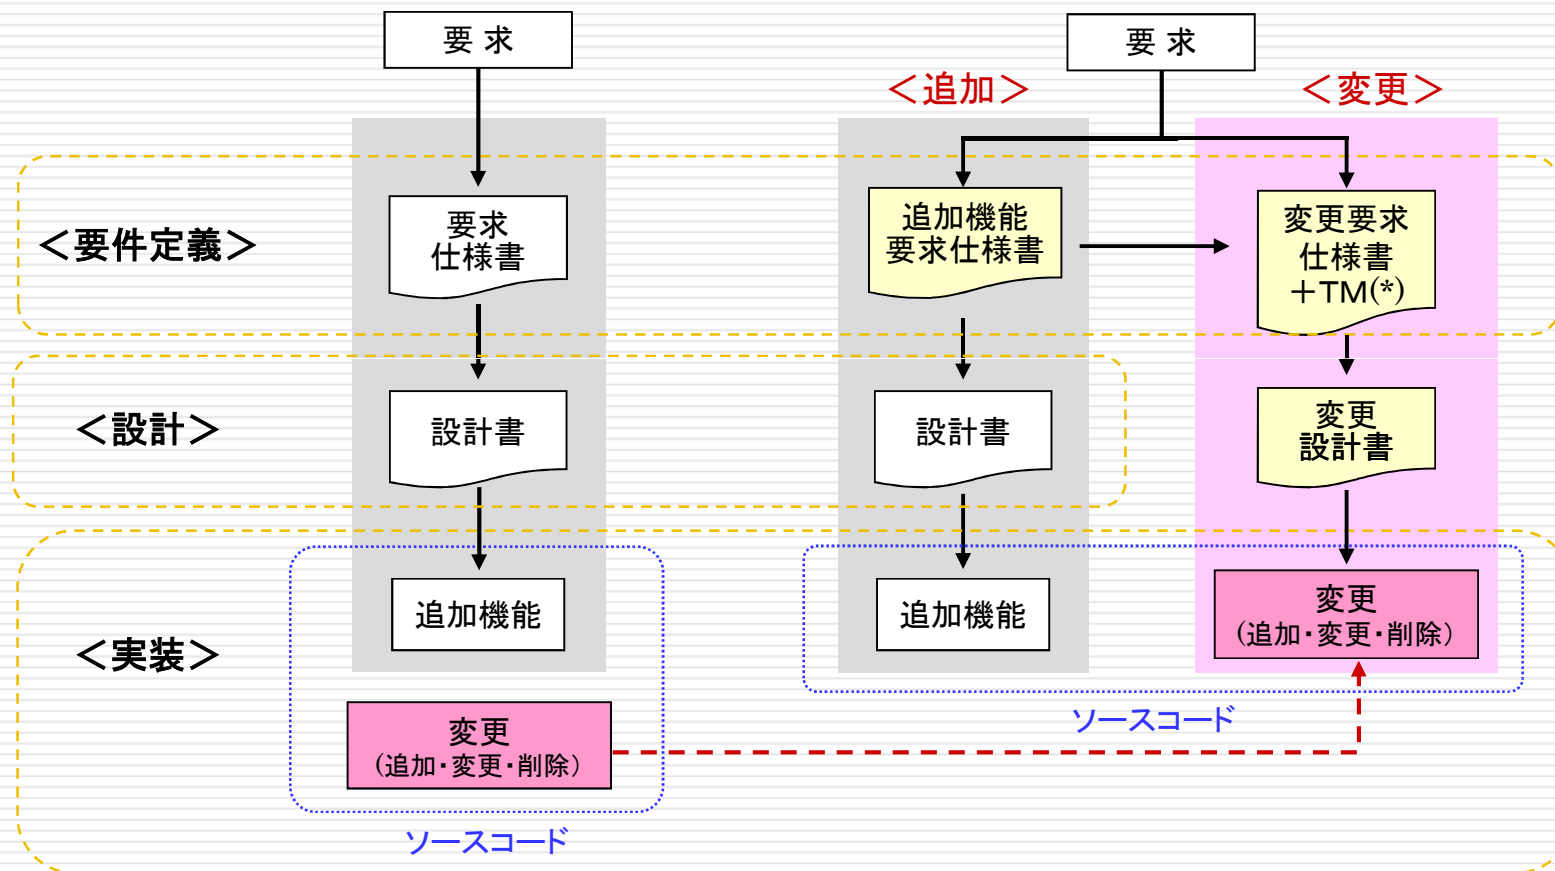 要 求
要 求
＜追加＞
＜変更＞
＜要件定義＞
要求
仕様書
追加機能
要求仕様書
変更要求
仕様書
＋TM(*)
＜設計＞
設計書
設計書
変更
設計書
＜実装＞
追加機能
追加機能
変更
(追加・変更・削除）
ソースコード
変更
(追加・変更・削除）
ソースコード